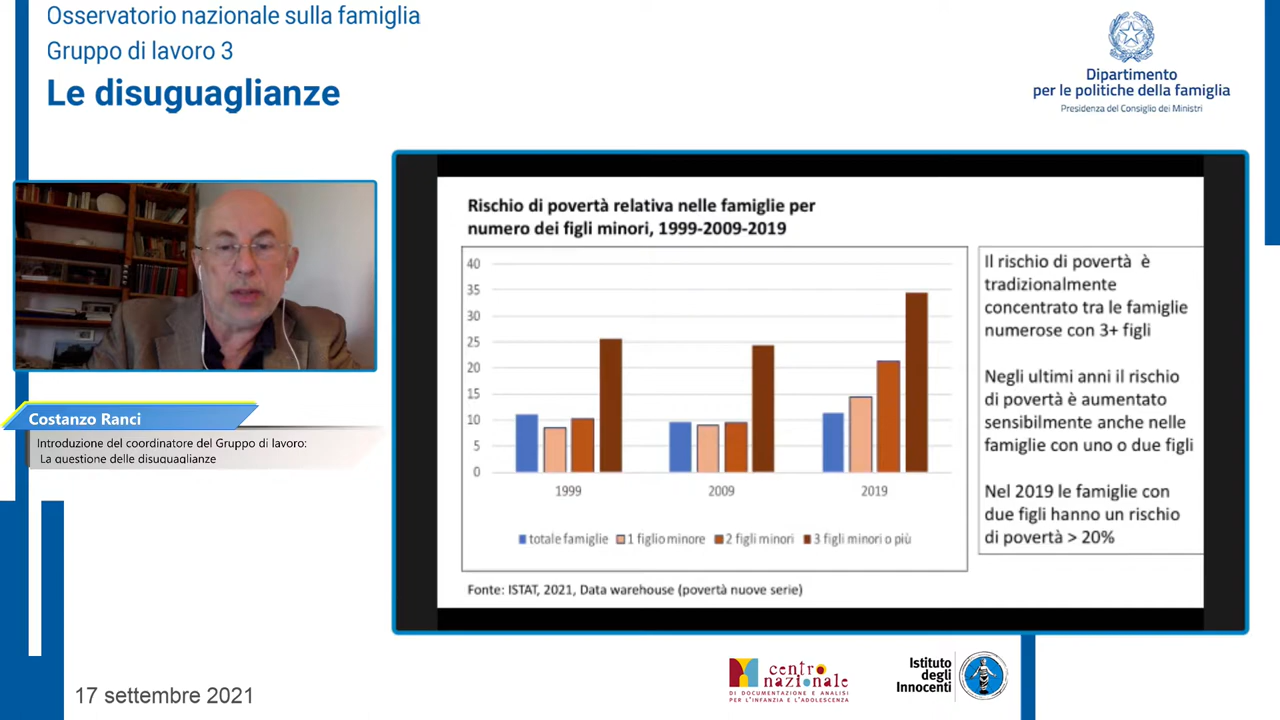 Osservatorio nazionale sulla famiglia
Gruppo di lavoro 3
Le disuguaglianze
Dipartimento
per le politiche della famiglia
Presidenza del Consiglio dei Ministri
Costanzo Ranci
Introduzione del coordinatore del Gruppo di lavoro:
La questione delle disuguaglianze
Rischio di povertà relativa nelle famiglie per
numero dei figli minori, 1999-2009-2019
40
35
30
25
20
15
10
5
0
1999 2009 2019
totale famiglie 1 figlio minore 2 figli minori 3 figli minori o più
Il rischio di povertà è
tradizionalmente
concentrato tra le famiglie
numerose con 3+ figli
Negli ultimi anni il rischio
di povertà è aumentato
sensibilmente anche nelle
famiglie con uno o due figli
Nel 2019 le famiglie con
due figli hanno un rischio
di povertà > 20%
Fonte: ISTAT, 2021, Data warehouse (povertà nuove serie)
17 settembre 2021
centro
nazionale
DI DOCUMENTAZIONE E ANALISI
PER L'INFANZIA E L'ADOLESCENZA
Istituto
degli
Innocenti